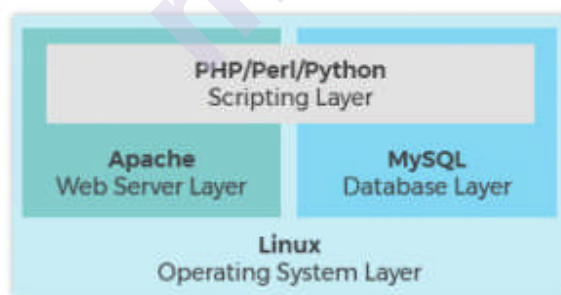 PHP/Perl/Python
Scripting Layer
Apache
Web Server Layer
MySQL
Database Layer
Linux
Operating System Layer